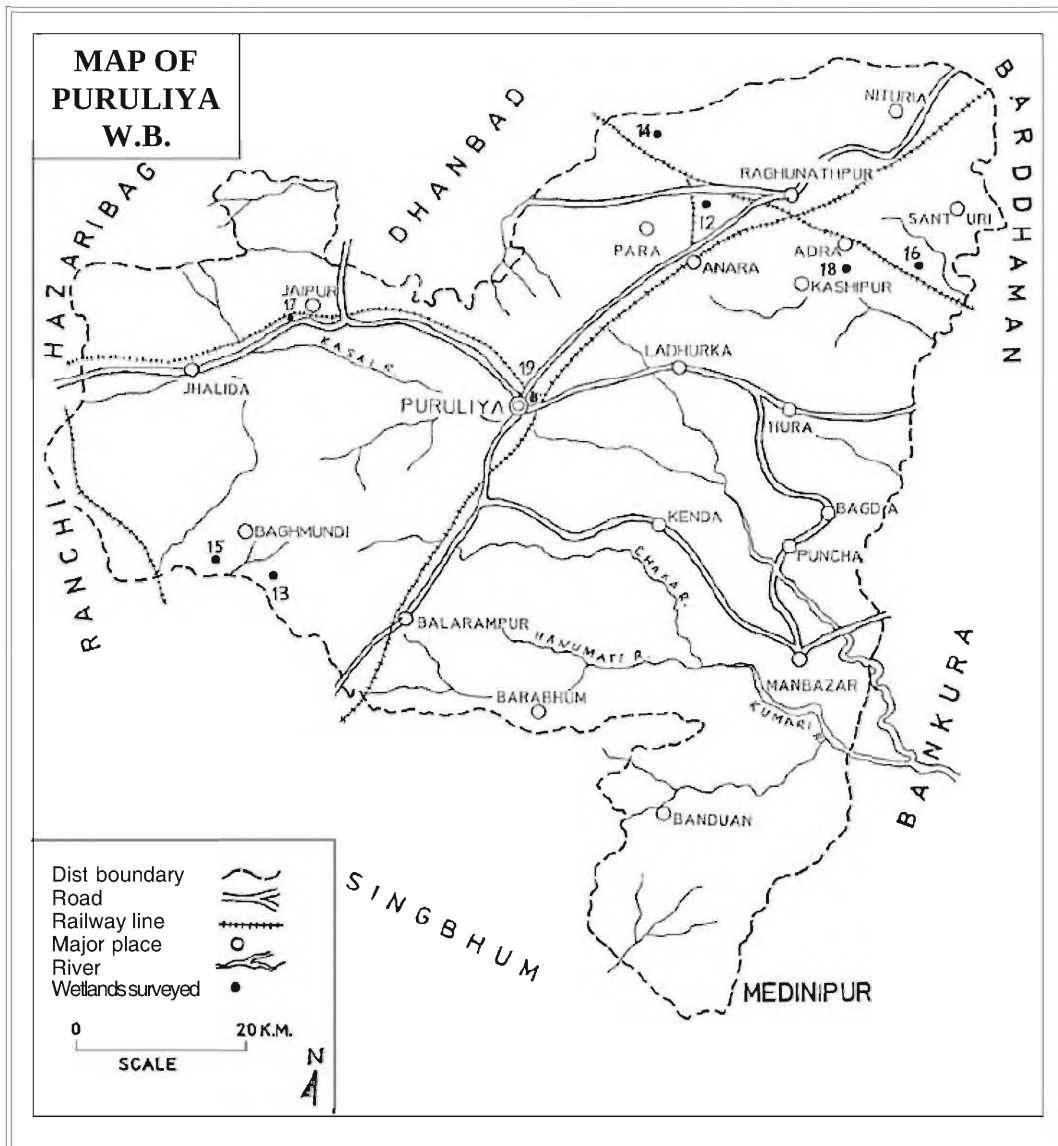 MAP OF
PURULIYA
W.B.
HAZARIBAG
DHANBAD
BARDDHAMAN
NITURIA
14
RAGHUNATHPUR
12
PARA
SANTURI
ADRA
ANARA
18
16
KASHIPUR
JAIPUR
17
KASAI R.
LADHURKA
JHALIDA
19
PURULIYA
HURA
RANCHI
BAGDA
KENDA
BAGHMUNDI
15
13
PUNCHA
CHAKAR.
BALARAMPUR
HANUMATI R.
MANBAZAR
BARABHUM
KUMARI R.
BANKURA
BANDUAN
SINGBHUM
MEDINIPUR
Dist boundary
Road
Railway line
Major place
River
Wetlands surveyed
0 20 K.M.
SCALE
N